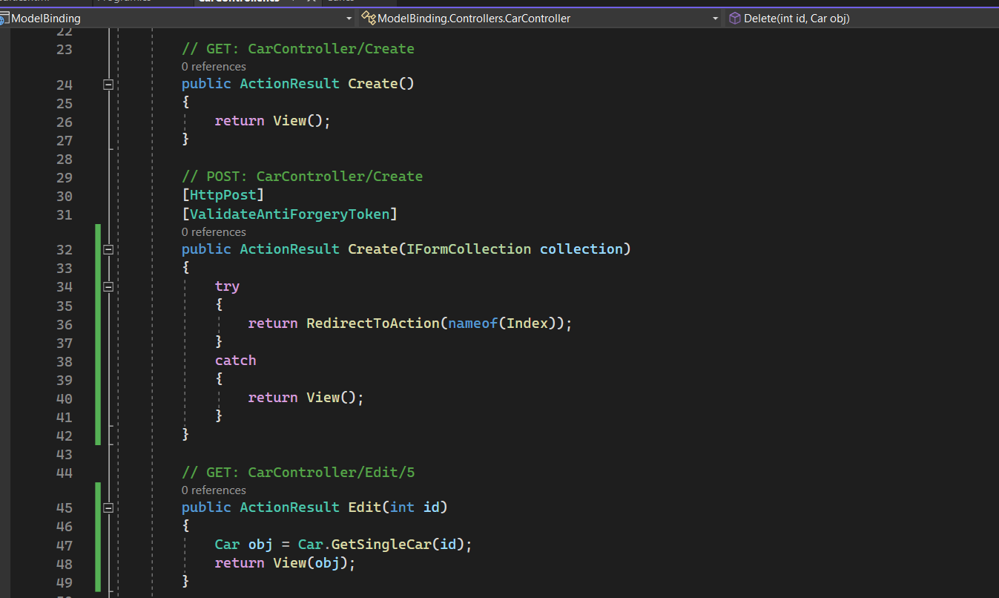 ModelBinding
ModelBinding.Controllers.CarController
Delete(int id, Car obj)
22
23 // GET: CarController/Create
0 references
24 public ActionResult Create()
25 {
26 return View();
27 }
28
29 // POST: CarController/Create
30 [HttpPost]
31 [ValidateAntiForgeryToken]
0 references
32 public ActionResult Create(IFormCollection collection)
33 {
34 try
35 {
36 return RedirectToAction(nameof(Index));
37 }
38 catch
39 {
40 return View();
41 }
42 }
43
44 // GET: CarController/Edit/5
0 references
45 public ActionResult Edit(int id)
46 {
47 Car obj = Car.GetSingleCar(id);
48 return View(obj);
49 }